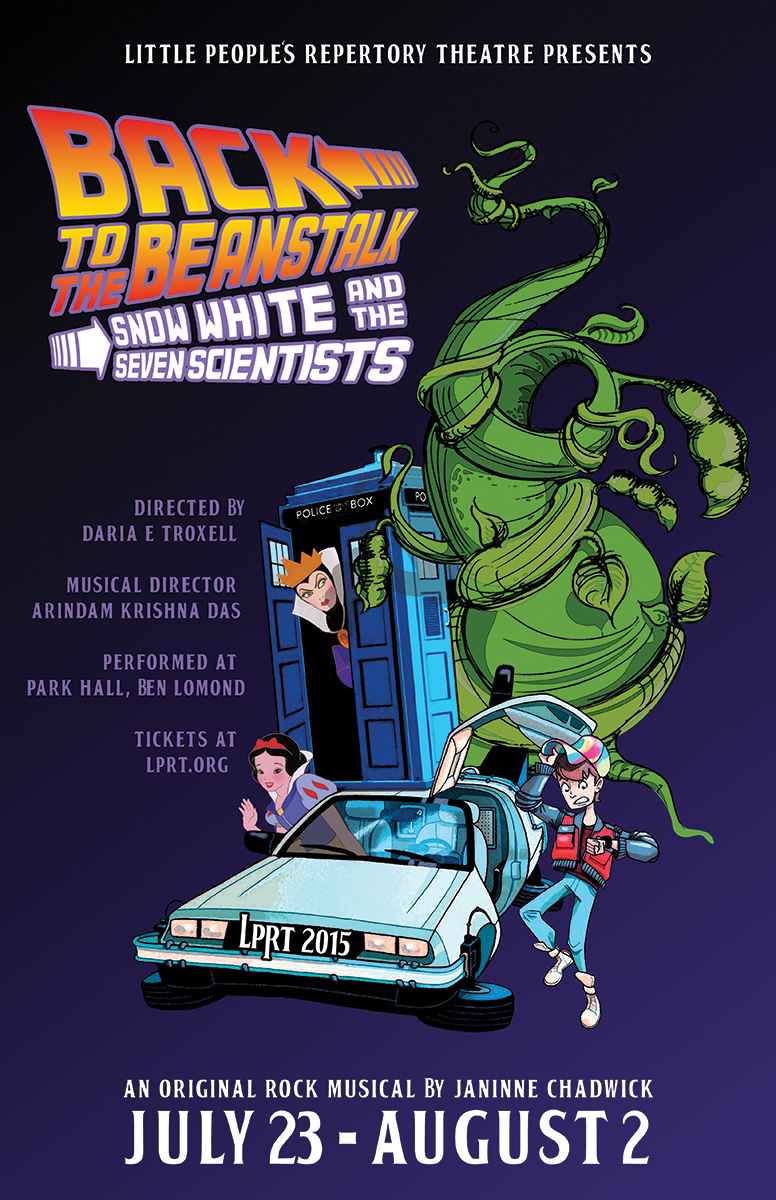 LITTLE PEOPLE'S REPERTORY THEATRE PRESENTS
BACK
TO
THE BEANSTALK
SNOW WHITE AND THE
SEVEN SCIENTISTS
DIRECTED BY
DARIA E TROXELL
MUSICAL DIRECTOR
ARINDAM KRISHNA DAS
PERFORMED AT
PARK HALL, BEN LOMOND
TICKETS AT
LPRT.ORG
POLICE BOX
PO
LPRT 2015
AN ORIGINAL ROCK MUSICAL BY JANINNE CHADWICK
JULY 23 - AUGUST 2